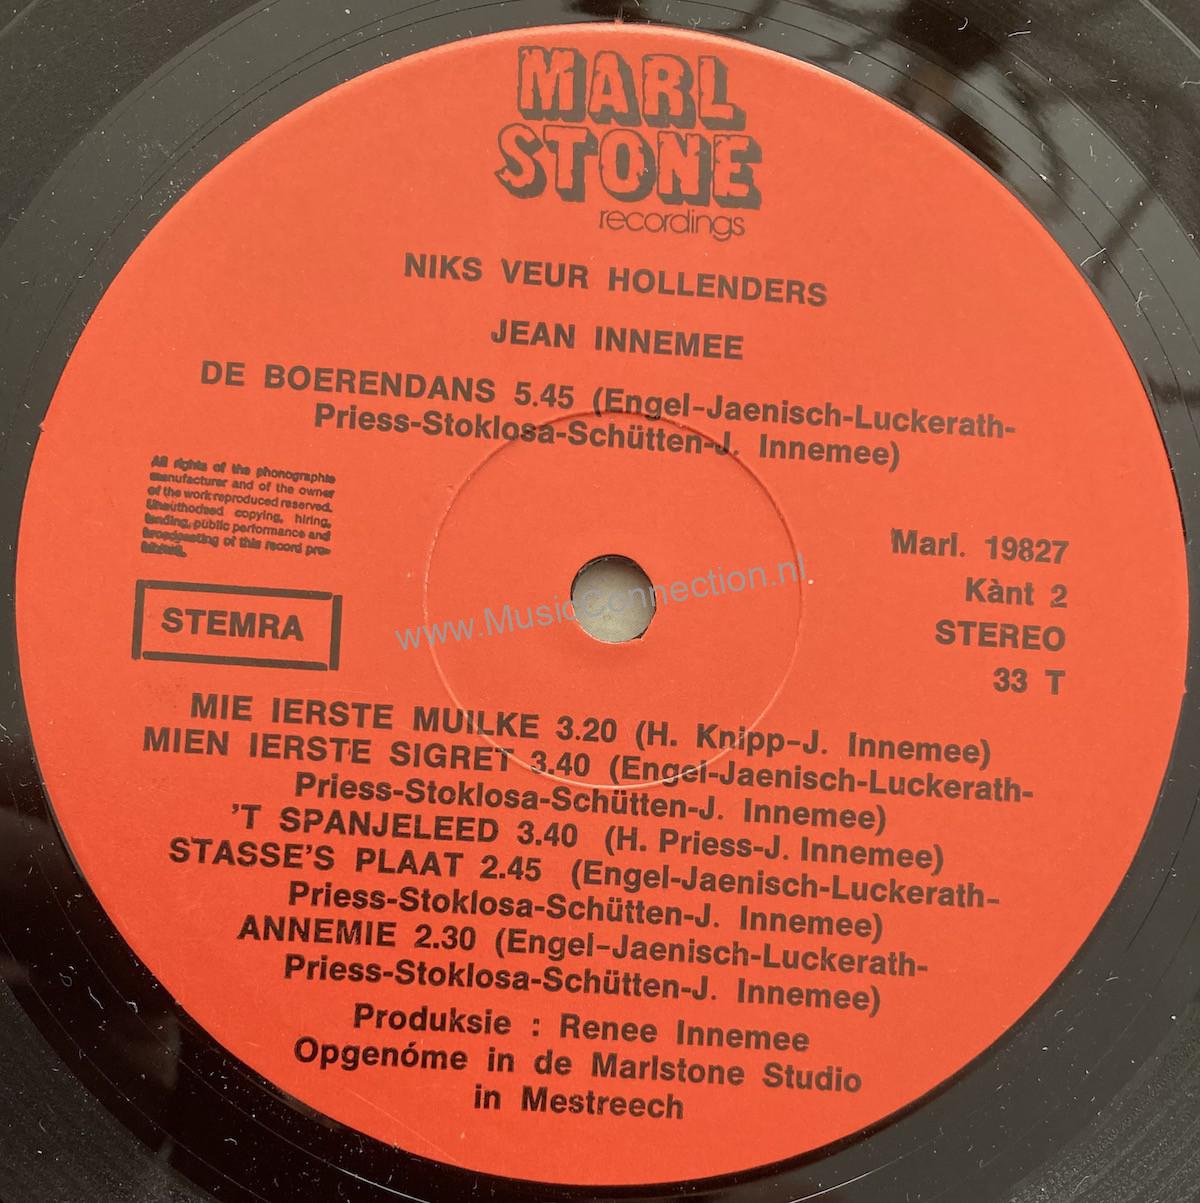 MARL
STONE
recordings
NIKS VEUR HOLLENDERS
JEAN INNEMEE
DE BOERENDANS 5.45 (Engel-Jaenisch-Luckerath-
Priess-Stoklosa-Schütten-J. Innemee)
All rights of the phonographic
manufacturer and of the owner
of the work reproduced reserved.
Unauthorised copying, hiring,
lending, public performance and
broadcasting of this record pro-
hibited.
STEMRA
Marl. 19827
Kànt 2
STEREO
33 T
www.MusicConnection.nl
MIE IERSTE MUILKE 3.20 (H. Knipp-J. Innemee)
MIEN IERSTE SIGRET 3.40 (Engel-Jaenisch-Luckerath-
Priess-Stoklosa-Schütten-J. Innemee)
'T SPANJELEED 3.40 (H. Priess-J. Innemee)
STASSE'S PLAAT 2.45 (Engel-Jaenisch-Luckerath-
Priess-Stoklosa-Schütten-J. Innemee)
ANNEMIE 2.30 (Engel-Jaenisch-Luckerath-
Priess-Stoklosa-Schütten-J. Innemee)
Produksie : Renee Innemee
Opgenóme in de Marlstone Studio
in Mestreech